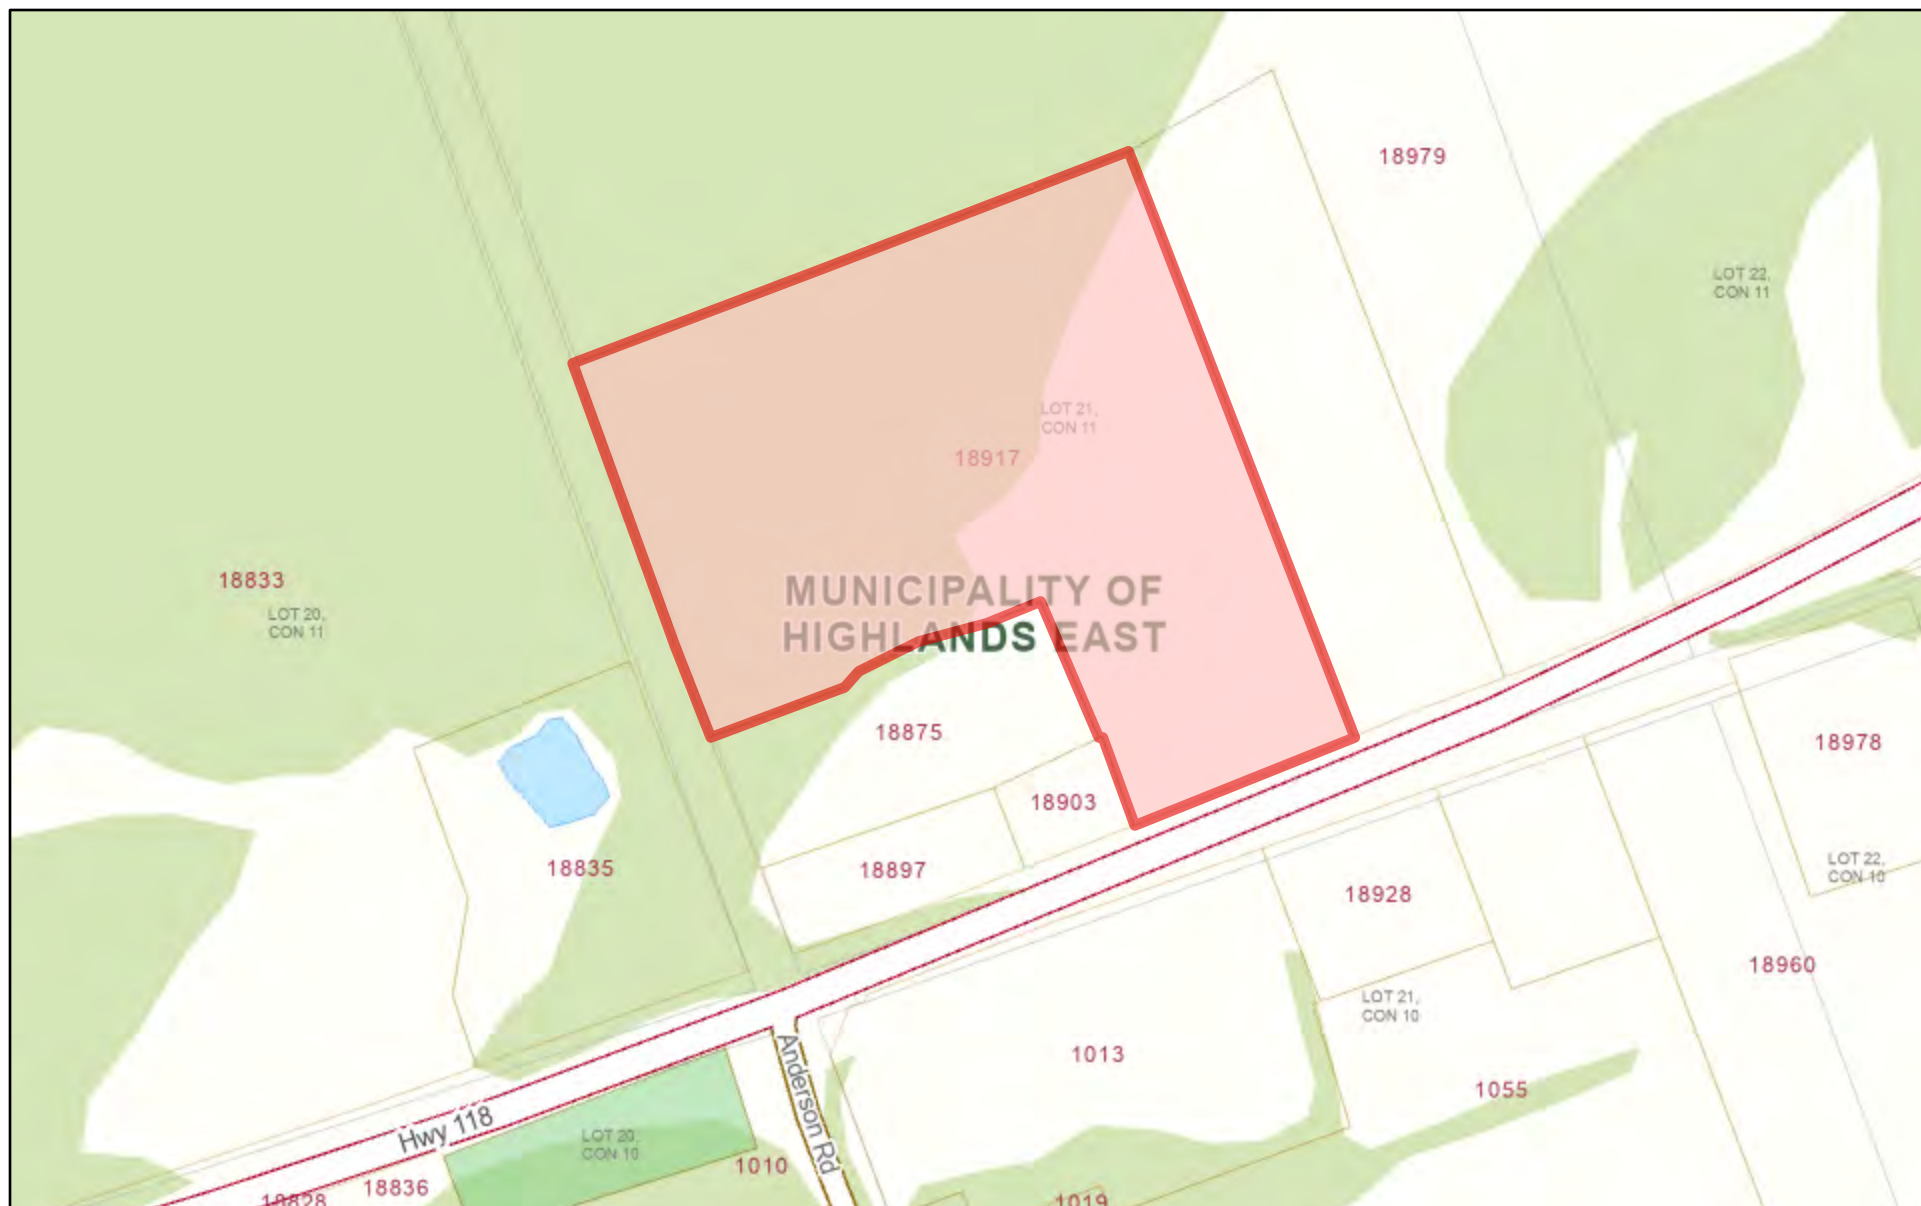 18979
LOT 22,
CON 11
LOT 21,
CON 11
18917
18833
LOT 20,
CON 11
MUNICIPALITY OF
HIGHLANDS EAST
18875
18978
18903
18835
18897
LOT 22,
CON 10
18928
18960
LOT 21,
CON 10
1013
1055
Anderson Rd
Hwy 118
LOT 20,
CON 10
1010
18836
18828
1019